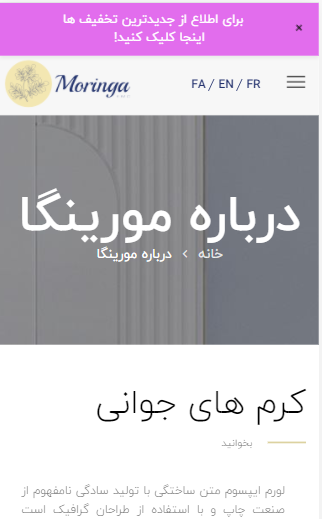 برای اطلاع از جدیدترین تخفیف ها
اینجا کلیک کنید!
×
Moringa
FA / EN / FR
درباره مورینگا
خانه > درباره مورینگا
کرم های جوانی
بخوانید
لورم ایپسوم متن ساختگی با تولید سادگی نامفهوم از
صنعت چاپ و با استفاده از طراحان گرافیک است